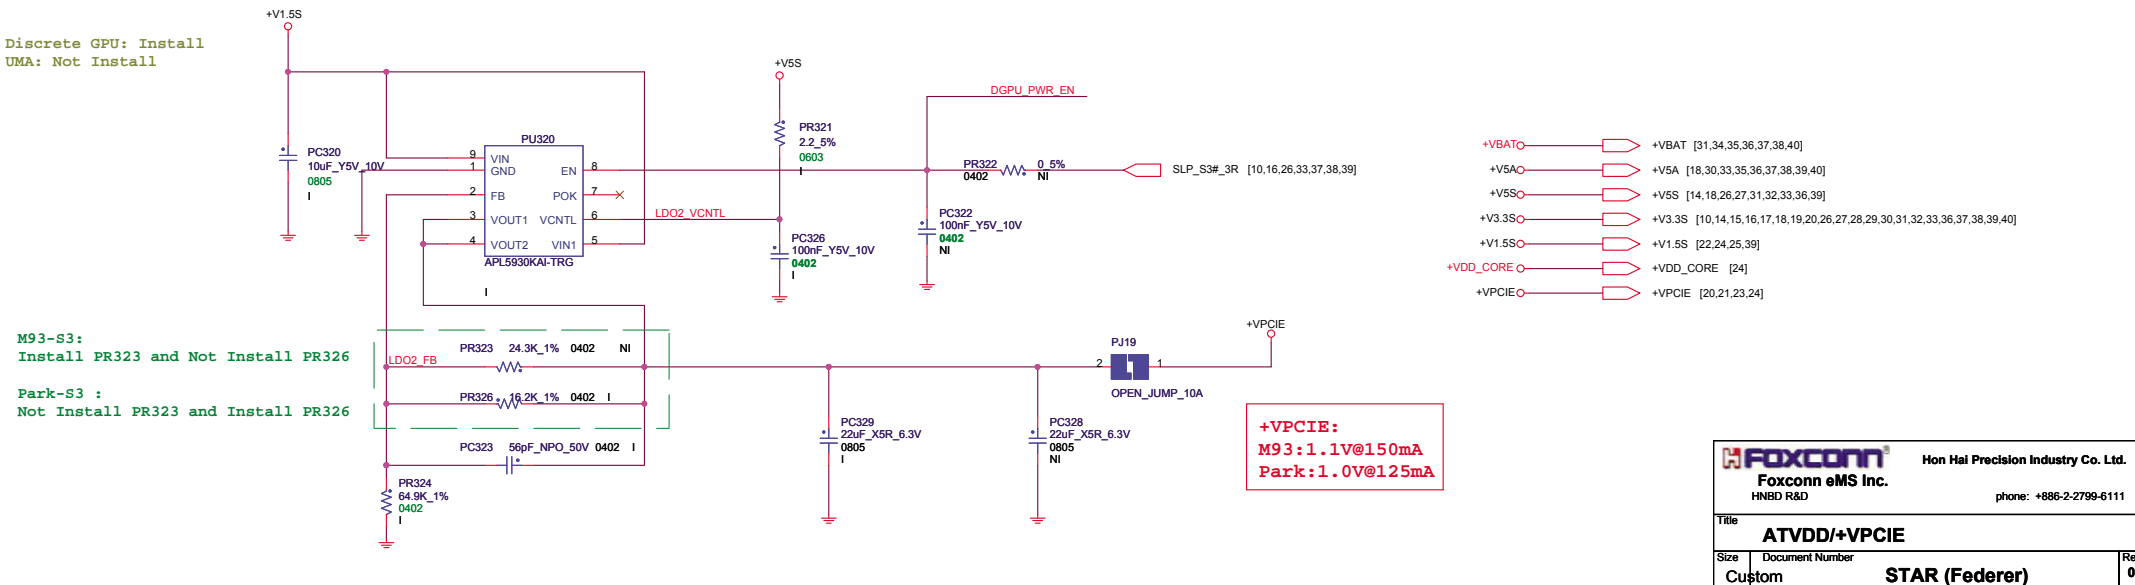 +V1.5S
Discrete GPU: Install
UMA: Not Install
PC320
10uF_Y5V_10V
0805
I
PU320
9 VIN
1 GND
2 FB
3 VOUT1
4 VOUT2
EN 8
POK 7
VCNTL 6
VIN1 5
APL5930KAI-TRG
I
+V5S
PR321
2.2_5%
0603
I
LDO2_VCNTL
PC326
100nF_Y5V_10V
0402
I
DGPU_PWR_EN
PR322 0_5%
0402 NI
SLP_S3#_3R [10,16,26,33,37,38,39]
PC322
100nF_Y5V_10V
0402
NI
+VBAT +VBAT [31,34,35,36,37,38,40]
+V5A +V5A [18,30,33,35,36,37,38,39,40]
+V5S +V5S [14,18,26,27,31,32,33,36,39]
+V3.3S +V3.3S [10,14,15,16,17,18,19,20,26,27,28,29,30,31,32,33,36,37,38,39,40]
+V1.5S +V1.5S [22,24,25,39]
+VDD_CORE +VDD_CORE [24]
+VPCIE +VPCIE [20,21,23,24]
M93-S3:
Install PR323 and Not Install PR326
Park-S3 :
Not Install PR323 and Install PR326
LDO2_FB
PR323 24.3K_1% 0402 NI
PR326 16.2K_1% 0402 I
PC323 56pF_NPO_50V 0402 I
PR324
64.9K_1%
0402
I
PC329
22uF_X5R_6.3V
0805
I
PC328
22uF_X5R_6.3V
0805
NI
PJ19
2 1
OPEN_JUMP_10A
+VPCIE
+VPCIE:
M93:1.1V@150mA
Park:1.0V@125mA
FOXCONN® Hon Hai Precision Industry Co. Ltd.
Foxconn eMS Inc.
HNBD R&D phone: +886-2-2799-6111
Title
ATVDD/+VPCIE
Size Document Number Re
Custom STAR (Federer) 0